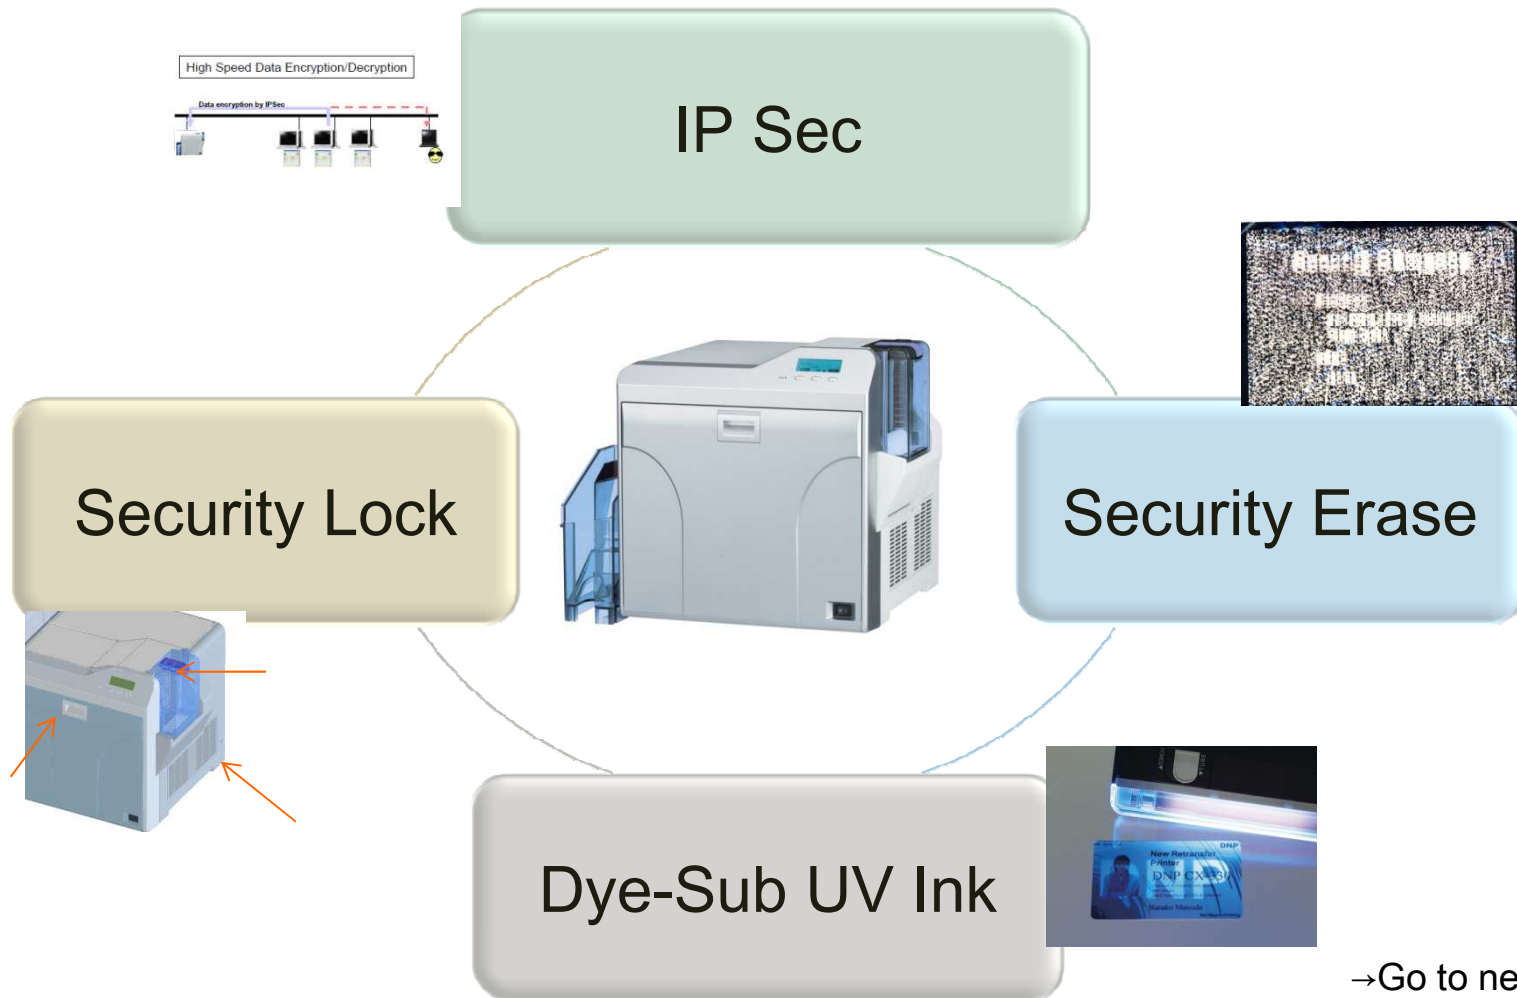 High Speed Data Encryption/Decryption
Data encryption by IPSec
IP Sec
Security Lock
Security Erase
Dye-Sub UV Ink
DNP
New Retransfer
Printer
DNP CX-330
→Go to ne